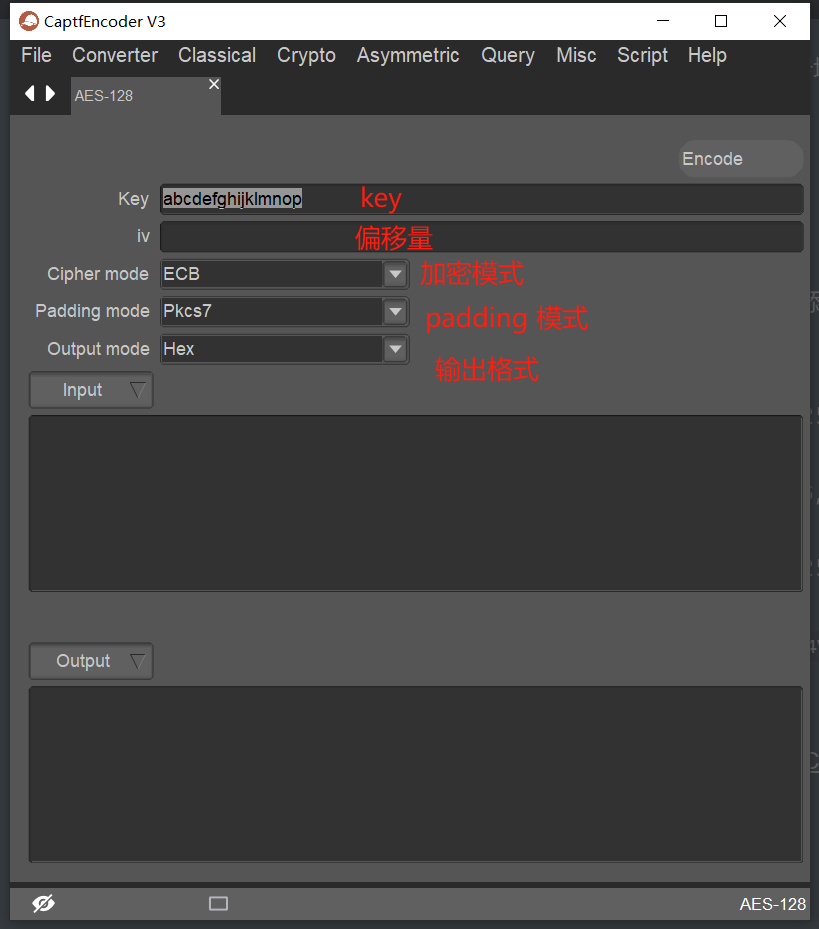 CaptfEncoder V3
File Converter Classical Crypto Asymmetric Query Misc Script Help
AES-128
Encode
Key abcdefghijklmnop key
iv 偏移量
Cipher mode ECB 加密模式
Padding mode Pkcs7 padding 模式
Output mode Hex 输出格式
Input
Output
AES-128